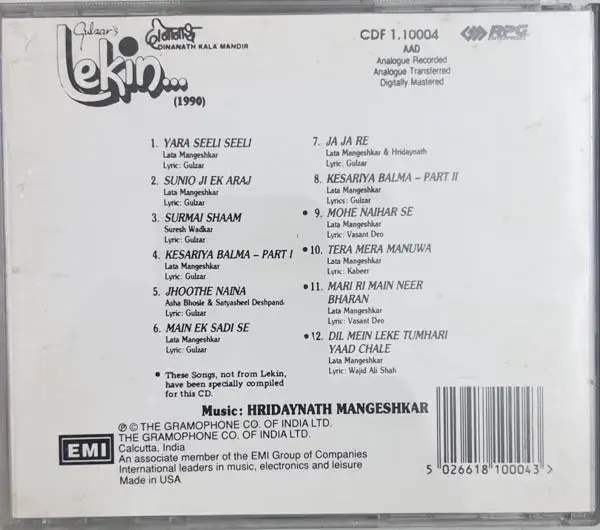 Gulzar's
Lekin...
(1990)
दीनानाथ
DINANATH KALA MANDIR
CDF 1.10004
AAD
Analogue Recorded
Analogue Transferred
Digitally Mastered
RPG
ENTERPRISES
1. YARA SEELI SEELI
Lata Mangeshkar
Lyric: Gulzar
2. SUNIO JI EK ARAJ
Lata Mangeshkar
Lyric: Gulzar
3. SURMAI SHAAM
Suresh Wadkar
Lyric: Gulzar
4. KESARIYA BALMA – PART I
Lata Mangeshkar
Lyric: Gulzar
5. JHOOTHE NAINA
Asha Bhosle & Satyasheel Deshpand
Lyric: Gulzar
6. MAIN EK SADI SE
Lata Mangeshkar
Lyric: Gulzar
• These Songs, not from Lekin,
have been specially compiled
for this CD.
7. JA JA RE
Lata Mangeshkar & Hridaynath
Lyric: Gulzar
8. KESARIYA BALMA – PART II
Lata Mangeshkar
Lyrics: Gulzar
• 9. MOHE NAIHAR SE
Lata Mangeshkar
Lyric: Vasant Deo
• 10. TERA MERA MANUWA
Lata Mangeshkar
Lyric: Kabeer
• 11. MARI RI MAIN NEER
BHARAN
Lata Mangeshkar
Lyric: Vasant Deo
• 12. DIL MEIN LEKE TUMHARI
YAAD CHALE
Lata Mangeshkar
Lyric: Wajid Ali Shah
Music: HRIDAYNATH MANGESHKAR
EMI
℗ © THE GRAMOPHONE CO. OF INDIA LTD.
THE GRAMOPHONE CO. OF INDIA LTD.
Calcutta, India
An associate member of the EMI Group of Companies
International leaders in music, electronics and leisure
Made in USA
5 026618 100043 >